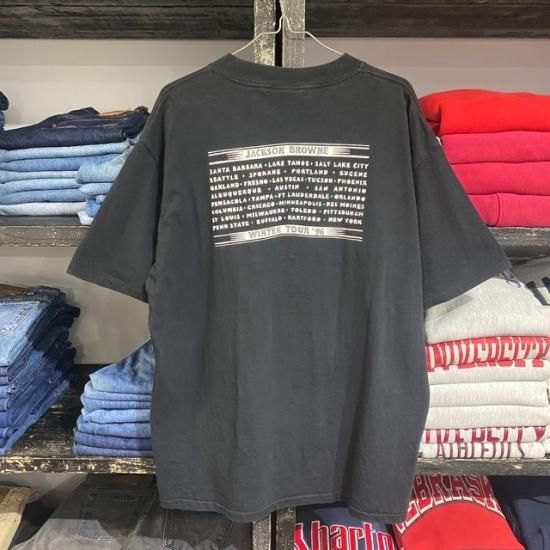 JACKSON BROWNE
SANTA BARBARA • LAKE TAHOE • SALT LAKE CITY
SEATTLE • SPOKANE • PORTLAND • EUGENE
OAKLAND • FRESNO • LAS VEGAS • TUCSON • PHOENIX
ALBUQUERQUE • AUSTIN • SAN ANTONIO
PENSACOLA • TAMPA • FT LAUDERDALE • ORLANDO
COLUMBIA • CHICAGO • MINNEAPOLIS • DES MOINES
ST LOUIS • MILWAUKEE • TOLEDO • PITTSBURGH
PENN STATE • BUFFALO • HARTFORD • NEW YORK
WINTER TOUR '96
ATHLETICS